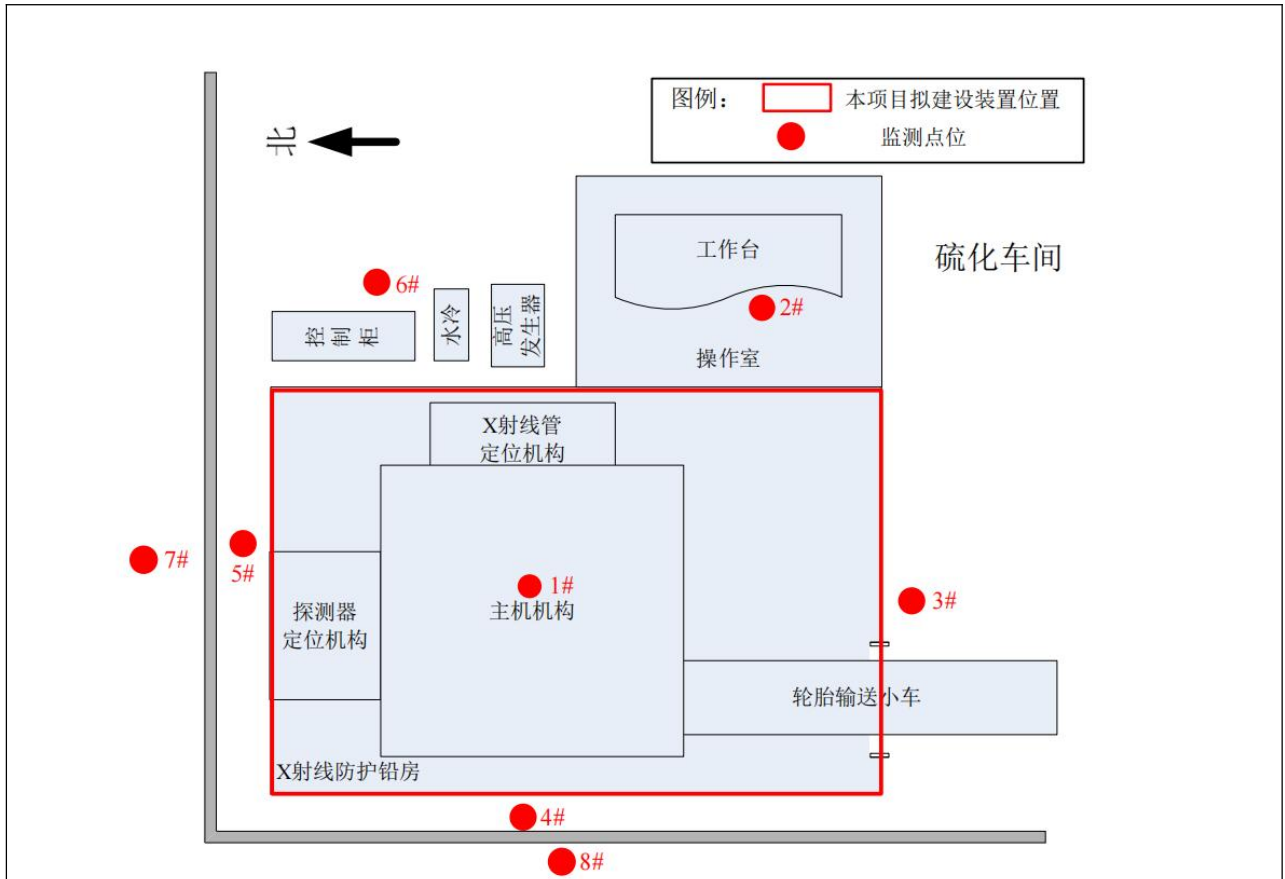 图例：
本项目拟建设装置位置
监测点位
北
工作台
硫化车间
6#
2#
控制柜
水冷
高压
发生器
操作室
X射线管
定位机构
7#
5#
1#
主机机构
3#
探测器
定位机构
轮胎输送小车
X射线防护铅房
4#
8#